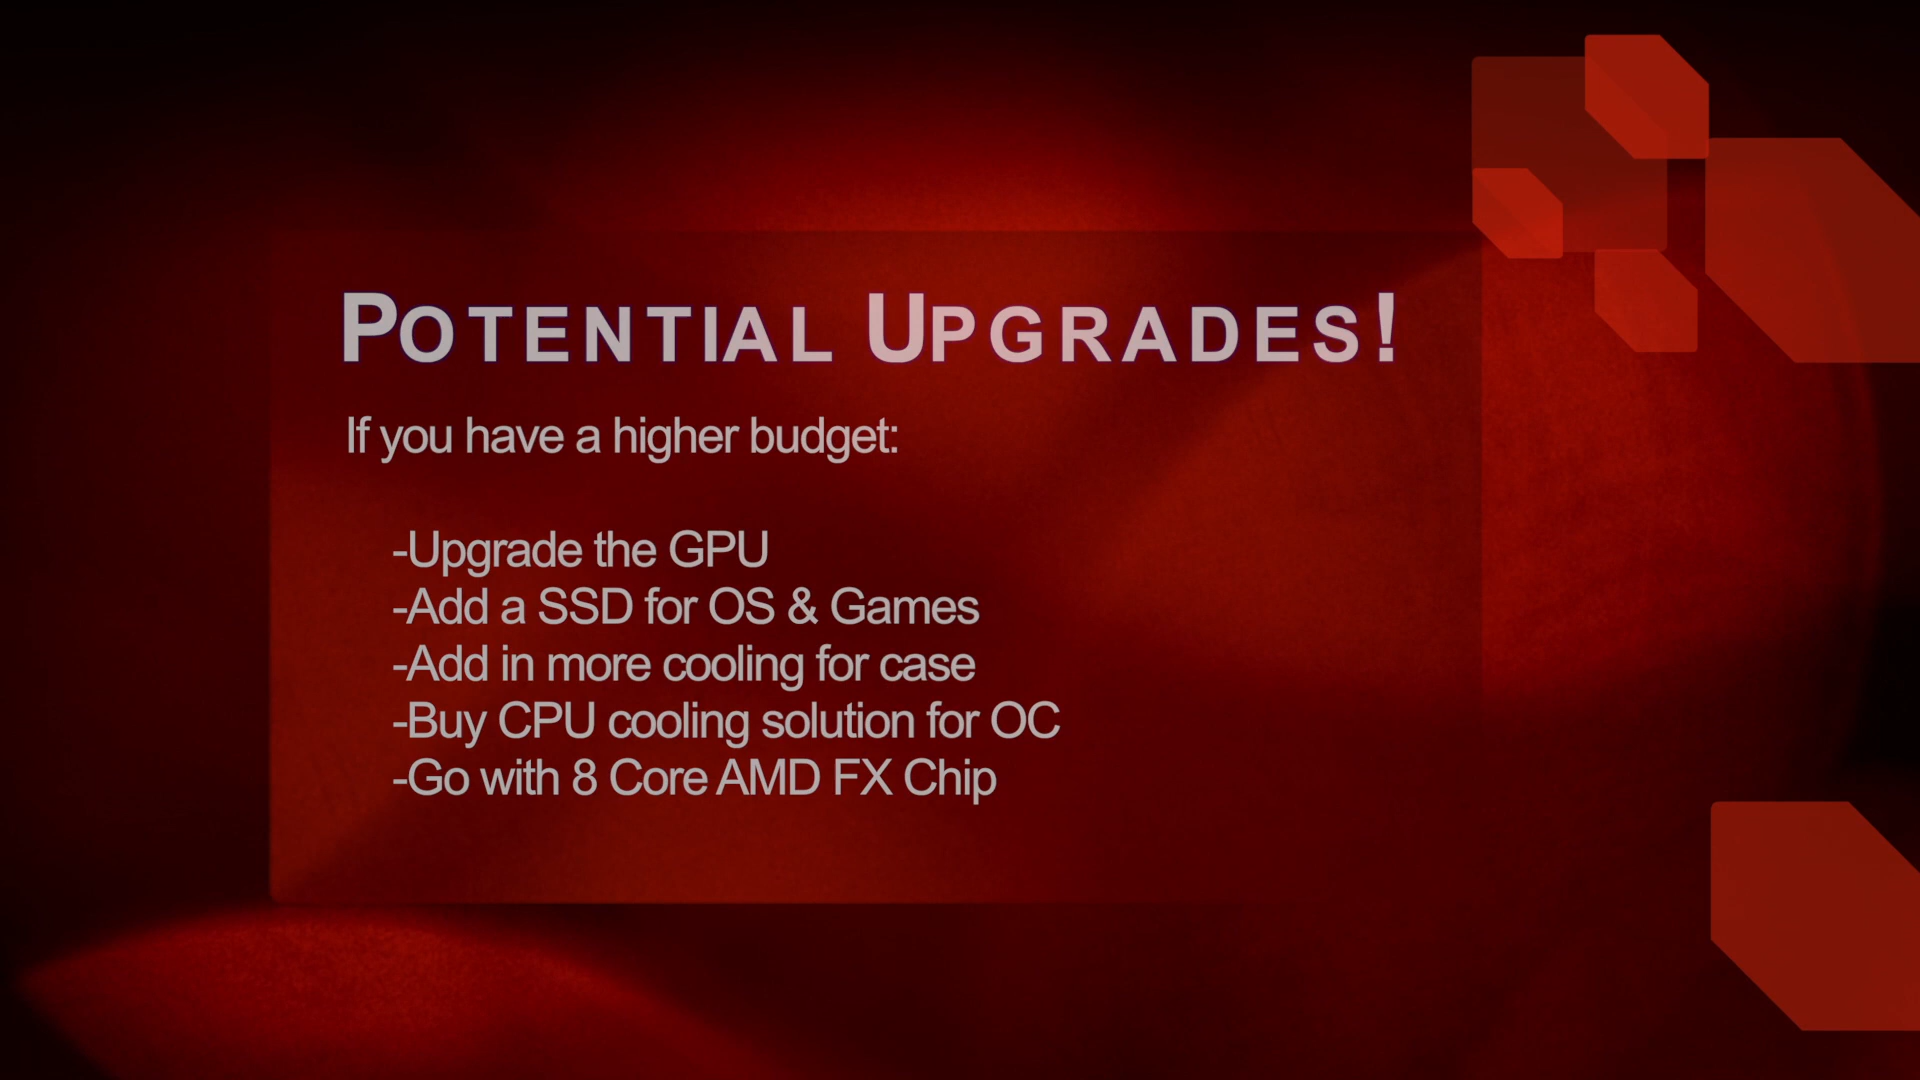 Potential Upgrades!
If you have a higher budget:
-Upgrade the GPU
-Add a SSD for OS & Games
-Add in more cooling for case
-Buy CPU cooling solution for OC
-Go with 8 Core AMD FX Chip